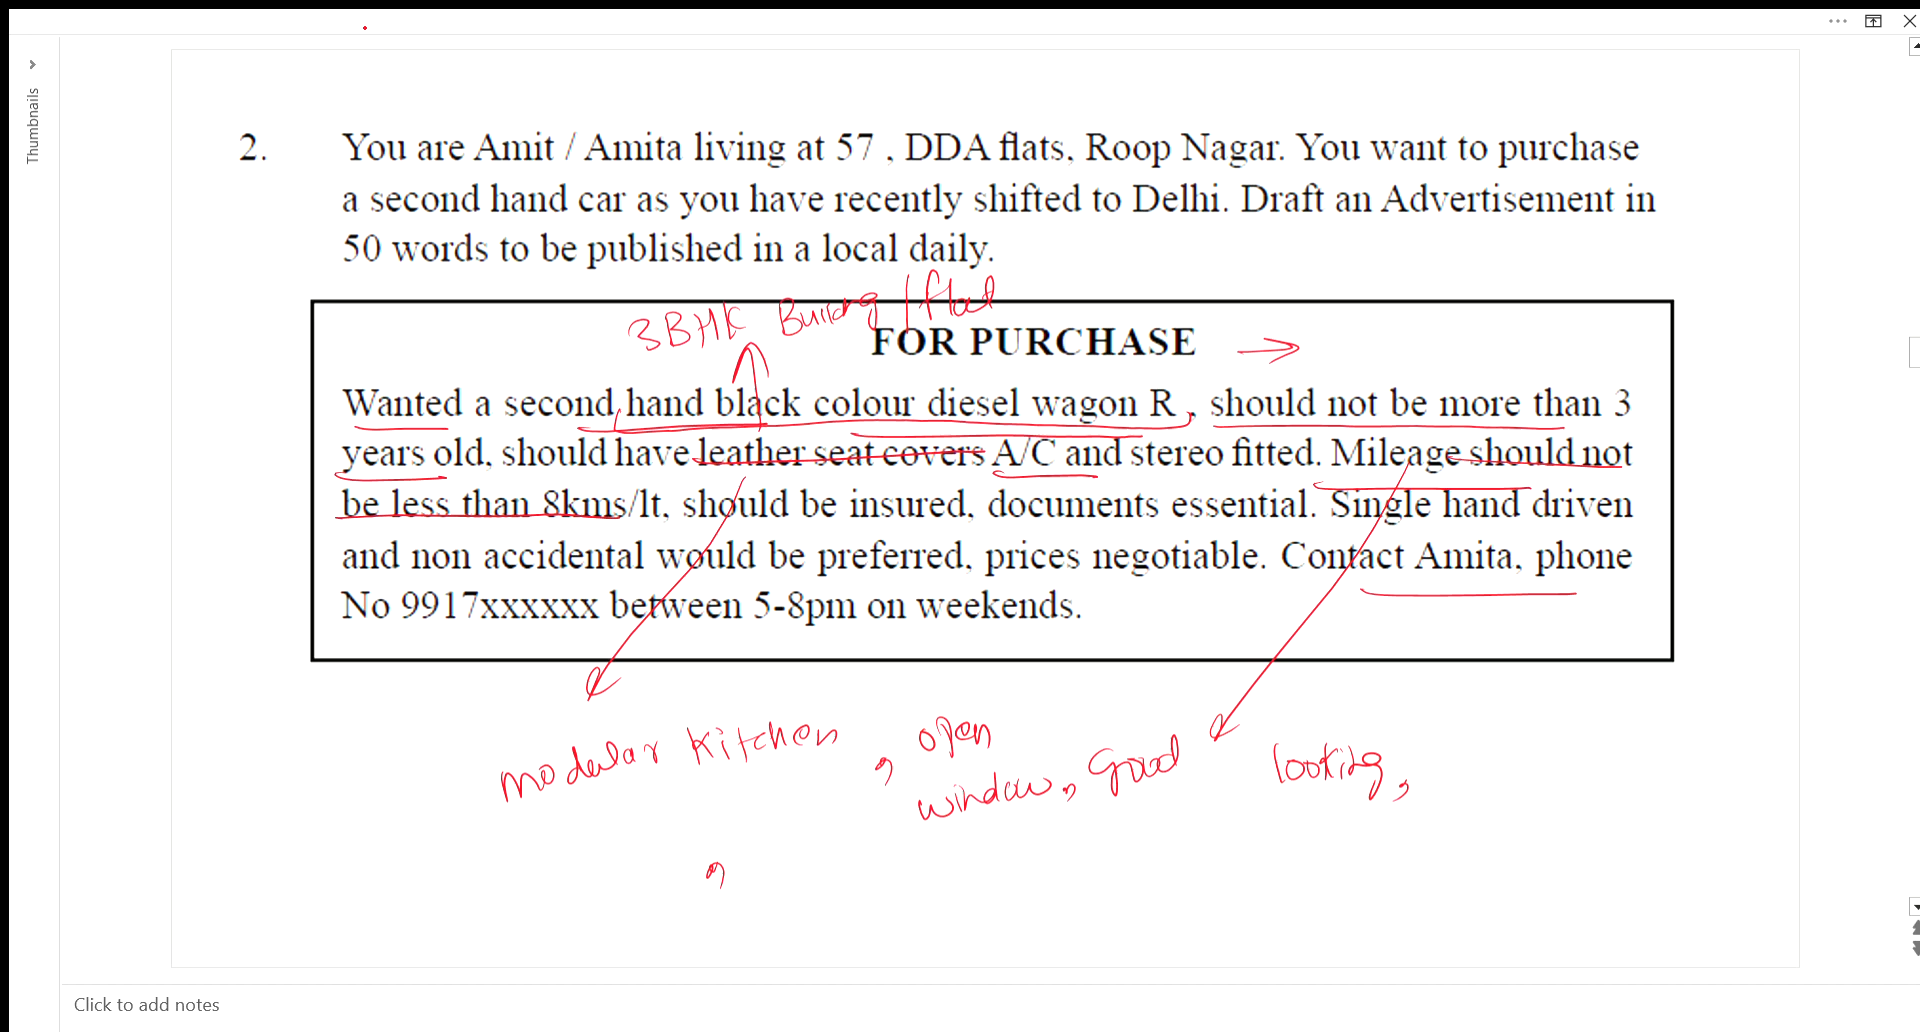 Thumbnails
2. You are Amit / Amita living at 57 , DDA flats, Roop Nagar. You want to purchase
a second hand car as you have recently shifted to Delhi. Draft an Advertisement in
50 words to be published in a local daily.
3BHK Building / flat
FOR PURCHASE
Wanted a second hand black colour diesel wagon R, should not be more than 3
years old, should have leather seat covers A/C and stereo fitted. Mileage should not
be less than 8kms/lt, should be insured, documents essential. Single hand driven
and non accidental would be preferred, prices negotiable. Contact Amita, phone
No 9917xxxxxx between 5-8pm on weekends.
modular Kitchen , open
window, Good looking,
,
Click to add notes